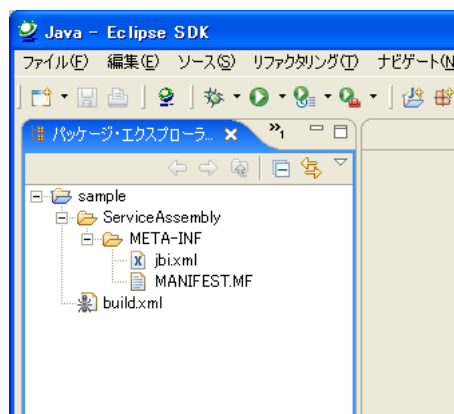 Java - Eclipse SDK
ファイル(F) 編集(E) ソース(S) リファクタリング(T) ナビゲート(N
パッケージ・エクスプローラ... »1
sample
ServiceAssembly
META-INF
jbi.xml
MANIFEST.MF
build.xml